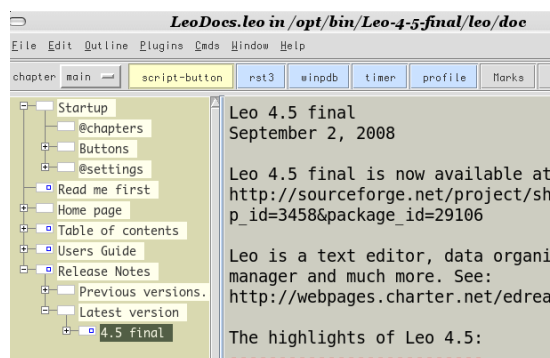 LeoDocs.leo in /opt/bin/Leo-4-5-final/leo/doc
File Edit Outline Plugins Cmds Window Help
chapter main script-button rst3 winpdb timer profile Marks
Startup
@chapters
Buttons
@settings
Read me first
Home page
Table of contents
Users Guide
Release Notes
Previous versions.
Latest version
4.5 final
Leo 4.5 final
September 2, 2008
Leo 4.5 final is now available at
http://sourceforge.net/project/sh
p_id=3458&package_id=29106
Leo is a text editor, data organi
manager and much more. See:
http://webpages.charter.net/edrea
The highlights of Leo 4.5: